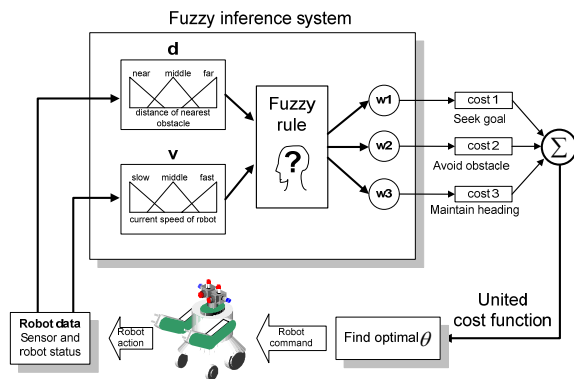 Fuzzy inference system
d
near middle far
distance of nearest
obstacle
v
slow middle fast
current speed of robot
Fuzzy
rule
?
w1
w2
w3
cost 1
Seek goal
cost 2
Avoid obstacle
cost 3
Maintain heading
Σ
United
cost function
Find optimal θ
Robot
command
Robot
action
Robot data
Sensor and
robot status